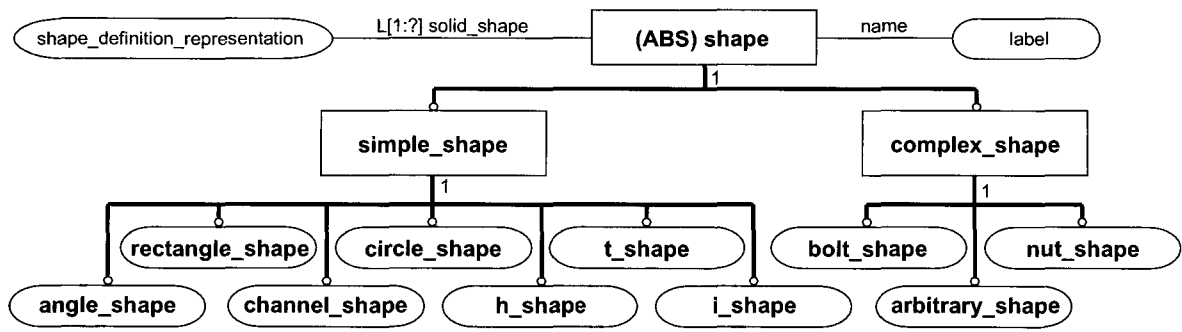 shape_definition_representation
L[1:?] solid_shape
(ABS) shape
name
label
1
simple_shape
complex_shape
1
1
rectangle_shape
circle_shape
t_shape
bolt_shape
nut_shape
angle_shape
channel_shape
h_shape
i_shape
arbitrary_shape